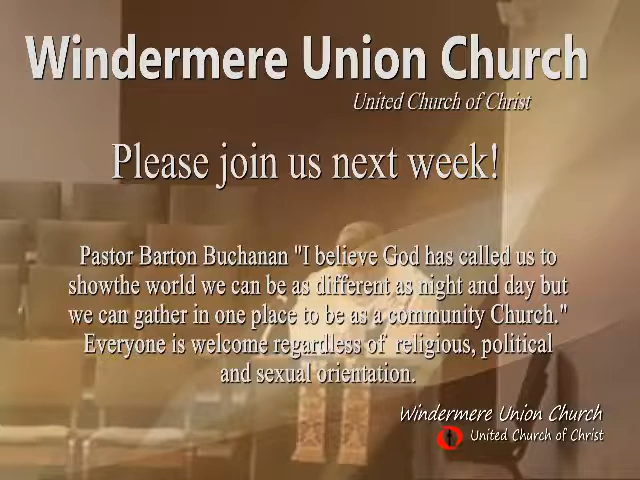 Windermere Union Church
United Church of Christ
Please join us next week!
Pastor Barton Buchanan "I believe God has called us to
showthe world we can be as different as night and day but
we can gather in one place to be as a community Church."
Everyone is welcome regardless of religious, political
and sexual orientation.
Windermere Union Church
United Church of Christ